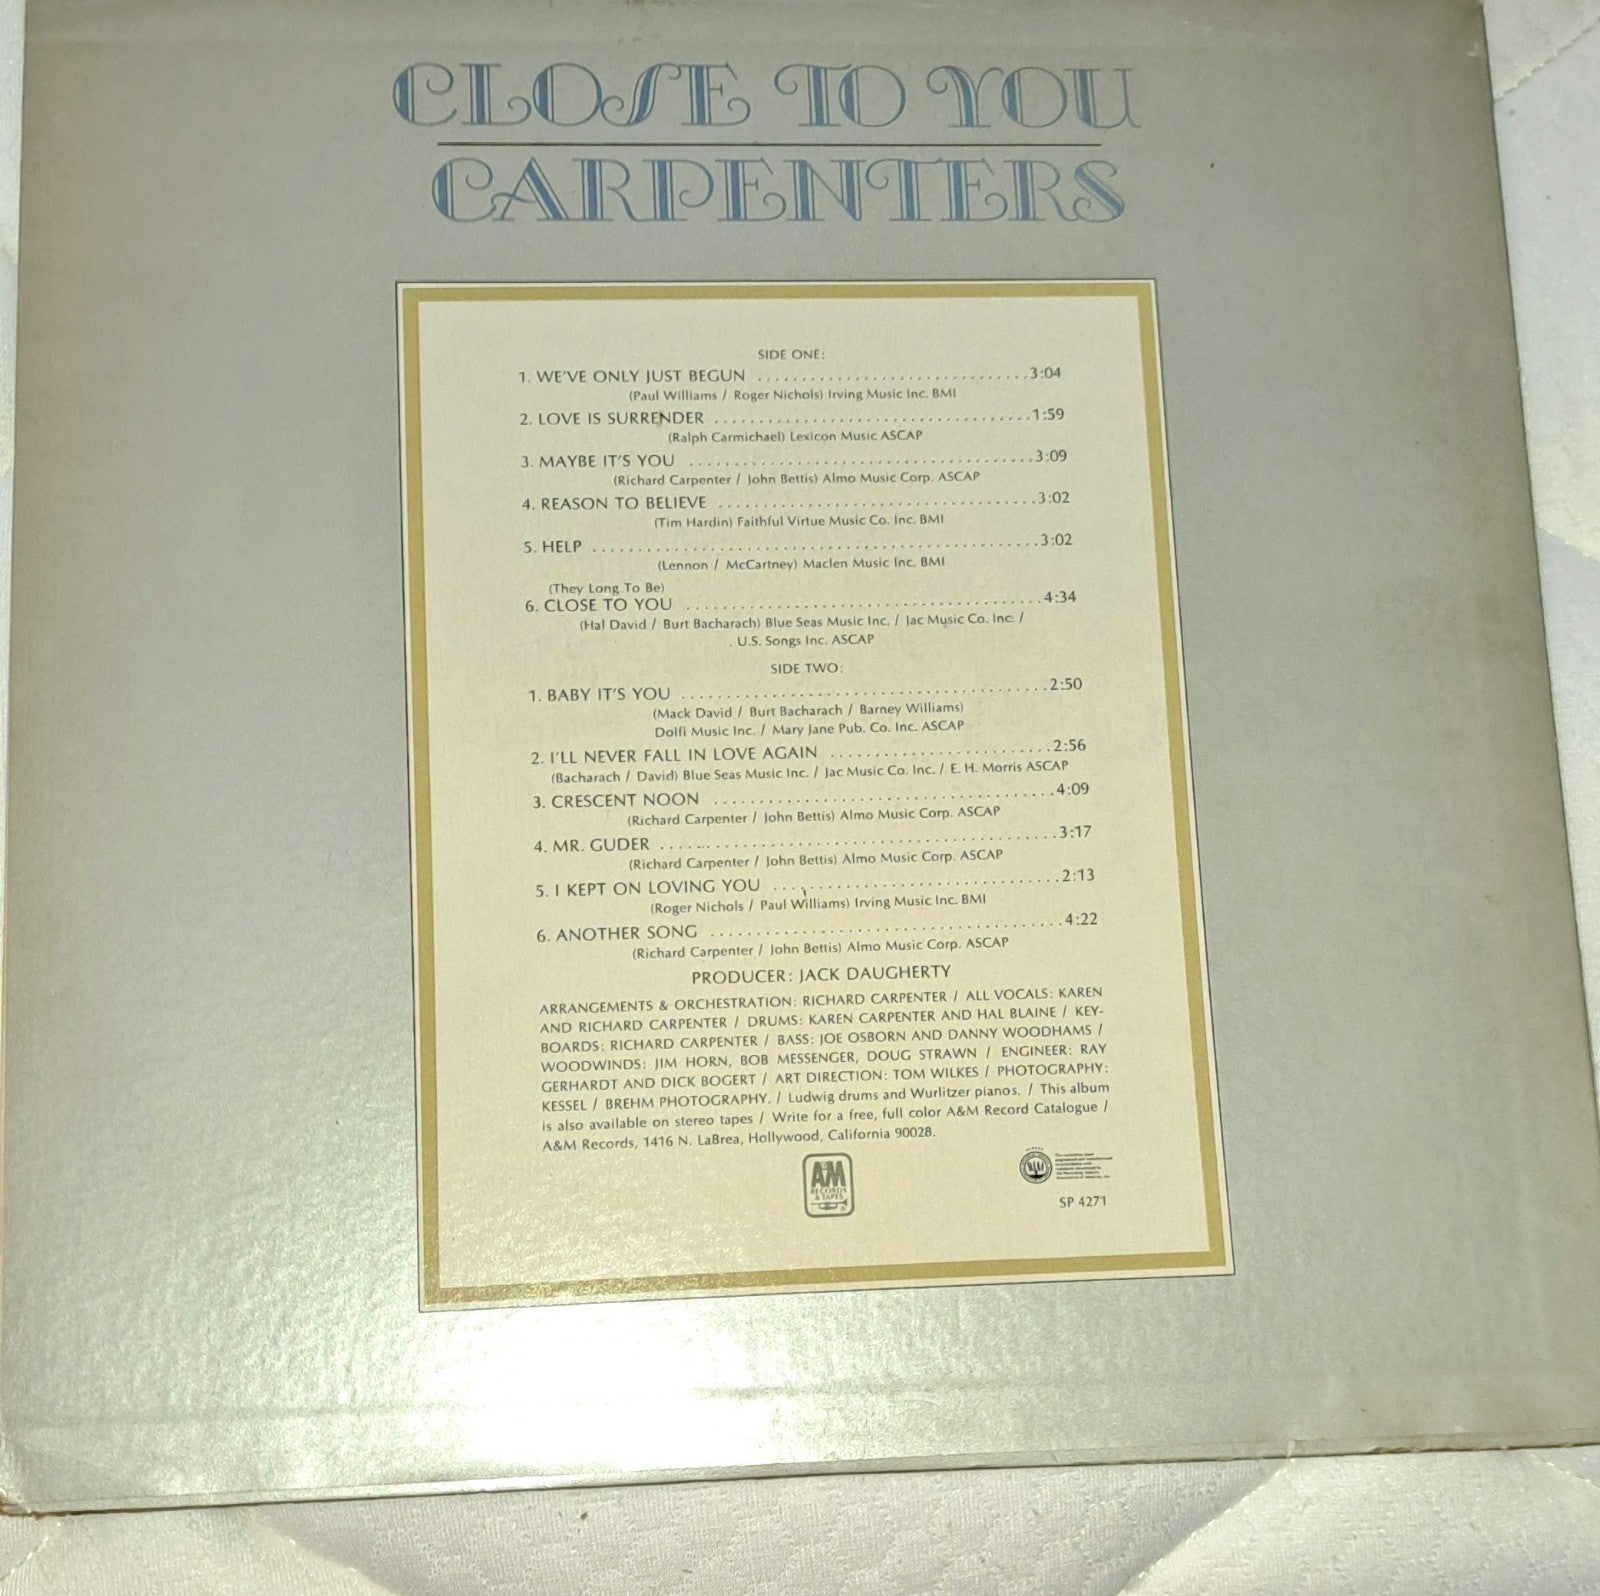 CLOSE TO YOU
CARPENTERS
SIDE ONE:
1. WE'VE ONLY JUST BEGUN ..............................3:04
(Paul Williams / Roger Nichols) Irving Music Inc. BMI
2. LOVE IS SURRENDER ...................................1:59
(Ralph Carmichael) Lexicon Music ASCAP
3. MAYBE IT'S YOU ......................................3:09
(Richard Carpenter / John Bettis) Almo Music Corp. ASCAP
4. REASON TO BELIEVE ...................................3:02
(Tim Hardin) Faithful Virtue Music Co. Inc. BMI
5. HELP .................................................3:02
(Lennon / McCartney) Maclen Music Inc. BMI
(They Long To Be)
6. CLOSE TO YOU .......................................4:34
(Hal David / Burt Bacharach) Blue Seas Music Inc. / Jac Music Co. Inc. /
U.S. Songs Inc. ASCAP
SIDE TWO:
1. BABY IT'S YOU ........................................2:50
(Mack David / Burt Bacharach / Barney Williams)
Dolfi Music Inc. / Mary Jane Pub. Co. Inc. ASCAP
2. I'LL NEVER FALL IN LOVE AGAIN ........................2:56
(Bacharach / David) Blue Seas Music Inc. / Jac Music Co. Inc. / E. H. Morris ASCAP
3. CRESCENT NOON .....................................4:09
(Richard Carpenter / John Bettis) Almo Music Corp. ASCAP
4. MR. GUDER ...........................................3:17
(Richard Carpenter / John Bettis) Almo Music Corp. ASCAP
5. I KEPT ON LOVING YOU ...............................2:13
(Roger Nichols / Paul Williams) Irving Music Inc. BMI
6. ANOTHER SONG ......................................4:22
(Richard Carpenter / John Bettis) Almo Music Corp. ASCAP
PRODUCER: JACK DAUGHERTY
ARRANGEMENTS & ORCHESTRATION: RICHARD CARPENTER / ALL VOCALS: KAREN
AND RICHARD CARPENTER / DRUMS: KAREN CARPENTER AND HAL BLAINE / KEY-
BOARDS: RICHARD CARPENTER / BASS: JOE OSBORN AND DANNY WOODHAMS /
WOODWINDS: JIM HORN, BOB MESSENGER, DOUG STRAWN / ENGINEER: RAY
GERHARDT AND DICK BOGERT / ART DIRECTION: TOM WILKES / PHOTOGRAPHY:
KESSEL / BREHM PHOTOGRAPHY. / Ludwig drums and Wurlitzer pianos. / This album
is also available on stereo tapes / Write for a free, full color A&M Record Catalogue /
A&M Records, 1416 N. LaBrea, Hollywood, California 90028.
A&M
RECORDS
& TAPES
SP 4271